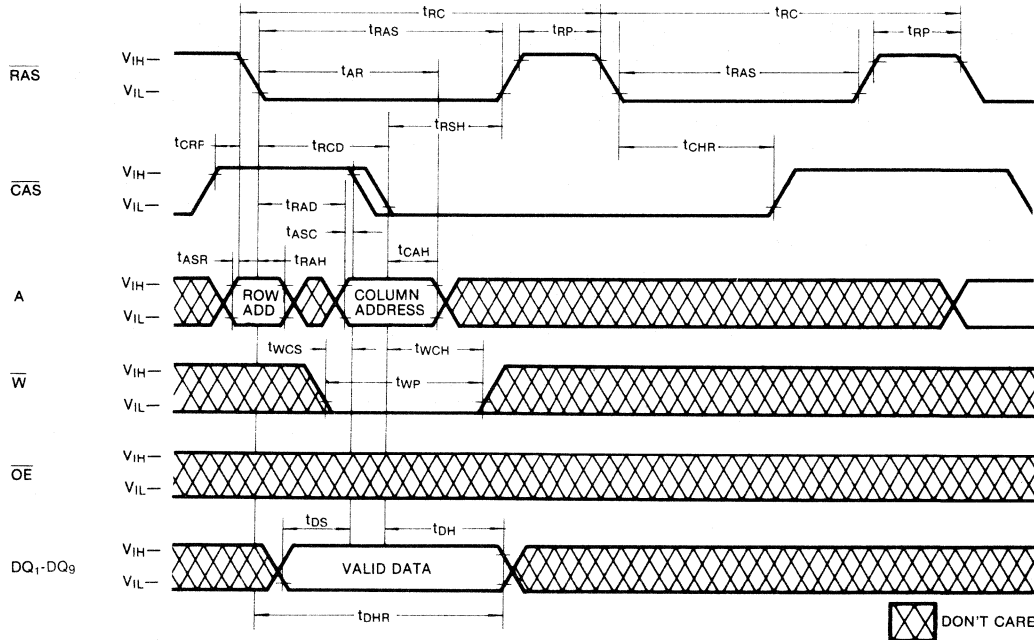 tRC tRC
tRAS tRP tRP
RAS VIH— tAR tRAS
VIL—
tRSH
tCRF tRCD tCHR
CAS VIH—
VIL— tRAD
tASC
tASR tRAH tCAH
A VIH— ROW ADD COLUMN ADDRESS
VIL—
tWCS tWCH
W VIH— tWP
VIL—
OE VIH—
VIL—
tDS tDH
DQ1-DQ9 VIH— VALID DATA
VIL—
tDHR
DON'T CARE